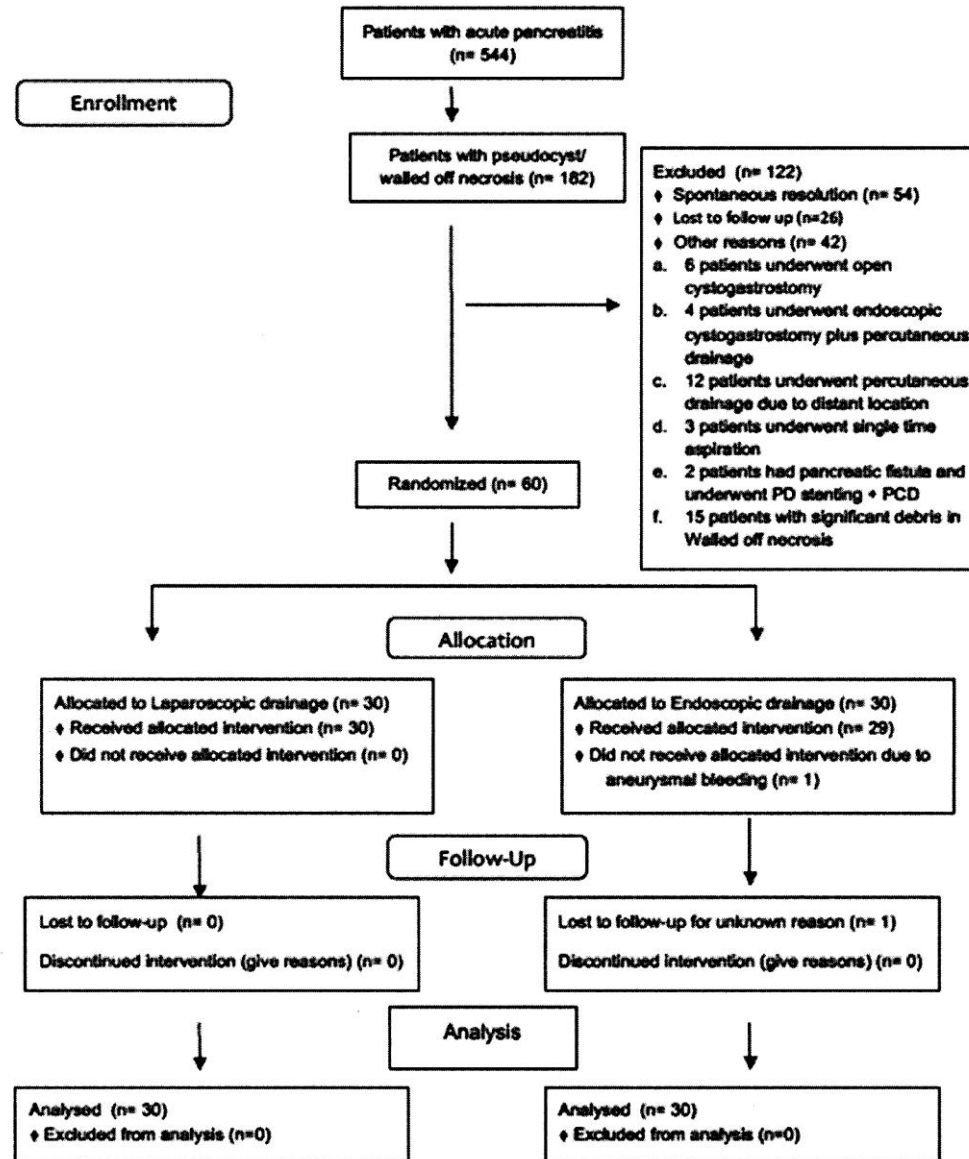 Patients with acute pancreatitis
(n= 544)
Enrollment
Patients with pseudocyst/
walled off necrosis (n= 182)
Excluded (n= 122)
♦ Spontaneous resolution (n= 54)
♦ Lost to follow up (n=26)
♦ Other reasons (n= 42)
a. 6 patients underwent open
cystogastrostomy
b. 4 patients underwent endoscopic
cystogastrostomy plus percutaneous
drainage
c. 12 patients underwent percutaneous
drainage due to distant location
d. 3 patients underwent single time
aspiration
e. 2 patients had pancreatic fistula and
underwent PD stenting + PCD
f. 15 patients with significant debris in
Walled off necrosis
Randomized (n= 60)
Allocation
Allocated to Laparoscopic drainage (n= 30)
♦ Received allocated intervention (n= 30)
♦ Did not receive allocated intervention (n= 0)
Allocated to Endoscopic drainage (n= 30)
♦ Received allocated intervention (n= 29)
♦ Did not receive allocated intervention due to
aneurysmal bleeding (n= 1)
Follow-Up
Lost to follow-up (n= 0)
Discontinued intervention (give reasons) (n= 0)
Lost to follow-up for unknown reason (n= 1)
Discontinued intervention (give reasons) (n= 0)
Analysis
Analysed (n= 30)
♦ Excluded from analysis (n=0)
Analysed (n= 30)
♦ Excluded from analysis (n=0)